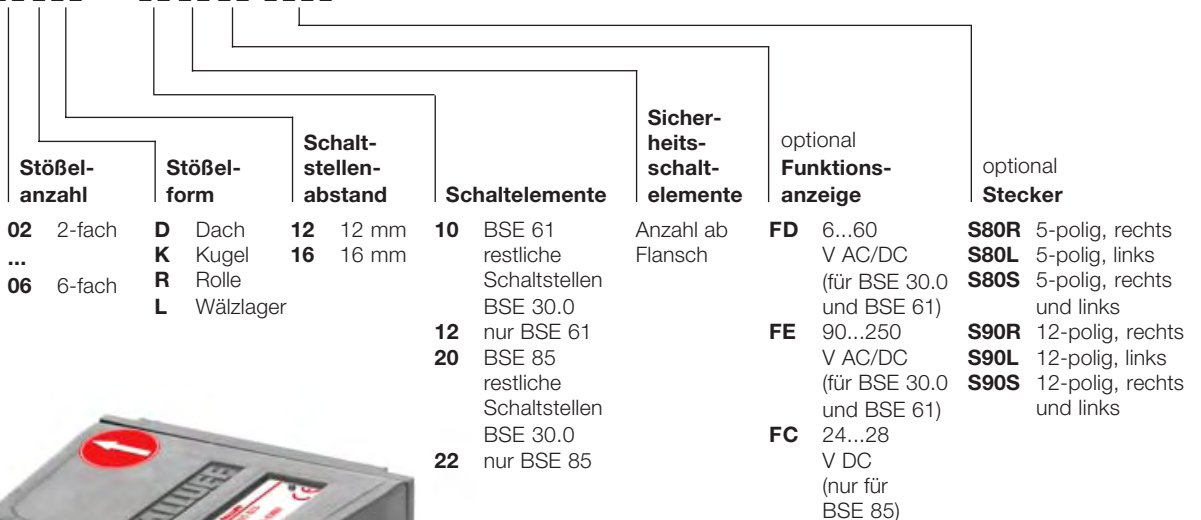 Stößel-
anzahl
02 2-fach
...
06 6-fach
Stößel-
form
D Dach
K Kugel
R Rolle
L Wälzlager
Schalt-
stellen-
abstand
12 12 mm
16 16 mm
Schaltelemente
10 BSE 61
restliche
Schaltstellen
BSE 30.0
12 nur BSE 61
20 BSE 85
restliche
Schaltstellen
BSE 30.0
22 nur BSE 85
Sicher-
heits-
schalt-
elemente
Anzahl ab
Flansch
optional
Funktions-
anzeige
FD 6...60
V AC/DC
(für BSE 30.0
und BSE 61)
FE 90...250
V AC/DC
(für BSE 30.0
und BSE 61)
FC 24...28
V DC
(nur für
BSE 85)
optional
Stecker
S80R 5-polig, rechts
S80L 5-polig, links
S80S 5-polig, rechts
und links
S90R 12-polig, rechts
S90L 12-polig, links
S90S 12-polig, rechts
und links
CE